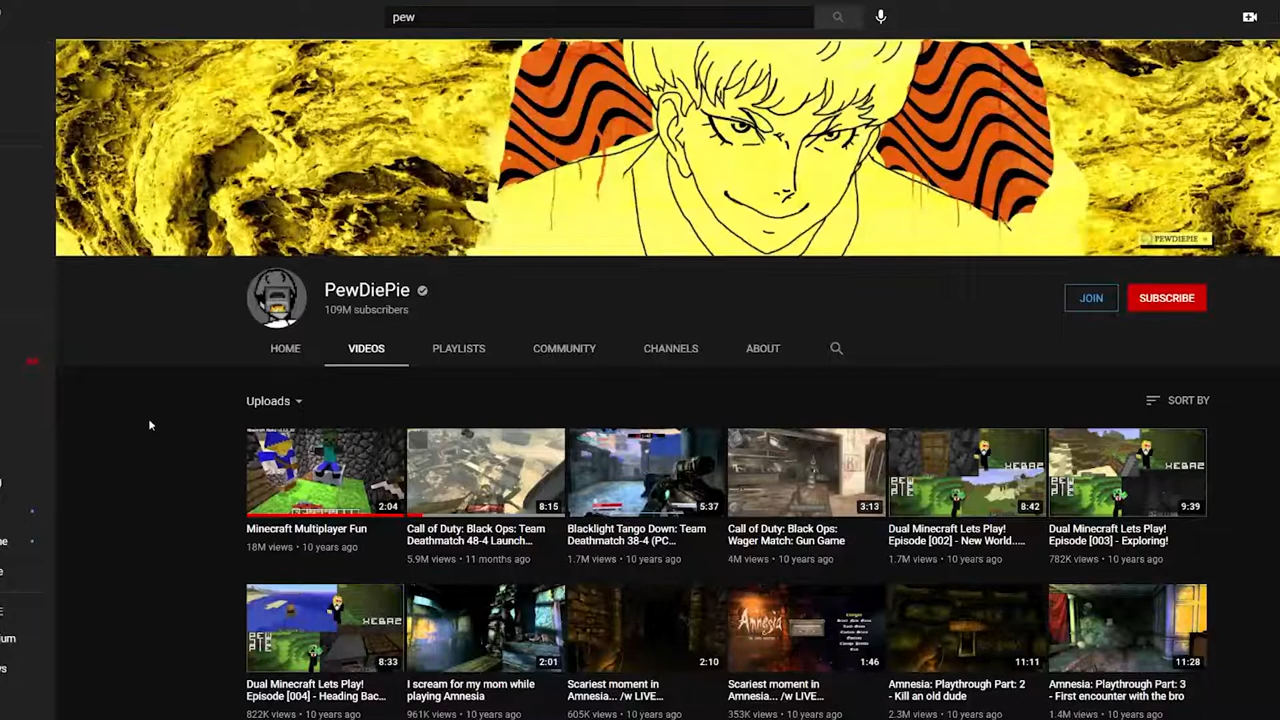 pew
PEWDIEPIE
PewDiePie
109M subscribers
JOIN
SUBSCRIBE
HOME
VIDEOS
PLAYLISTS
COMMUNITY
CHANNELS
ABOUT
Uploads
SORT BY
2:04
8:15
5:37
3:13
PEW
PIE
XEBAZ
8:42
PEW
PIE
XEBAZ
9:39
Minecraft Multiplayer Fun
18M views • 10 years ago
Call of Duty: Black Ops: Team
Deathmatch 48-4 Launch...
5.9M views • 11 months ago
Blacklight Tango Down: Team
Deathmatch 38-4 (PC...
1.7M views • 10 years ago
Call of Duty: Black Ops:
Wager Match: Gun Game
4M views • 10 years ago
Dual Minecraft Lets Play!
Episode [002] - New World.....
1.7M views • 10 years ago
Dual Minecraft Lets Play!
Episode [003] - Exploring!
782K views • 10 years ago
PEW
PIE
XEBAZ
8:33
2:01
2:10
Amnesia
1:46
11:11
11:28
Dual Minecraft Lets Play!
Episode [004] - Heading Bac...
822K views • 10 years ago
I scream for my mom while
playing Amnesia
961K views • 10 years ago
Scariest moment in
Amnesia... /w LIVE...
605K views • 10 years ago
Scariest moment in
Amnesia... /w LIVE...
353K views • 10 years ago
Amnesia: Playthrough Part: 2
- Kill an old dude
2.3M views • 10 years ago
Amnesia: Playthrough Part: 3
- First encounter with the bro
1.4M views • 10 years ago